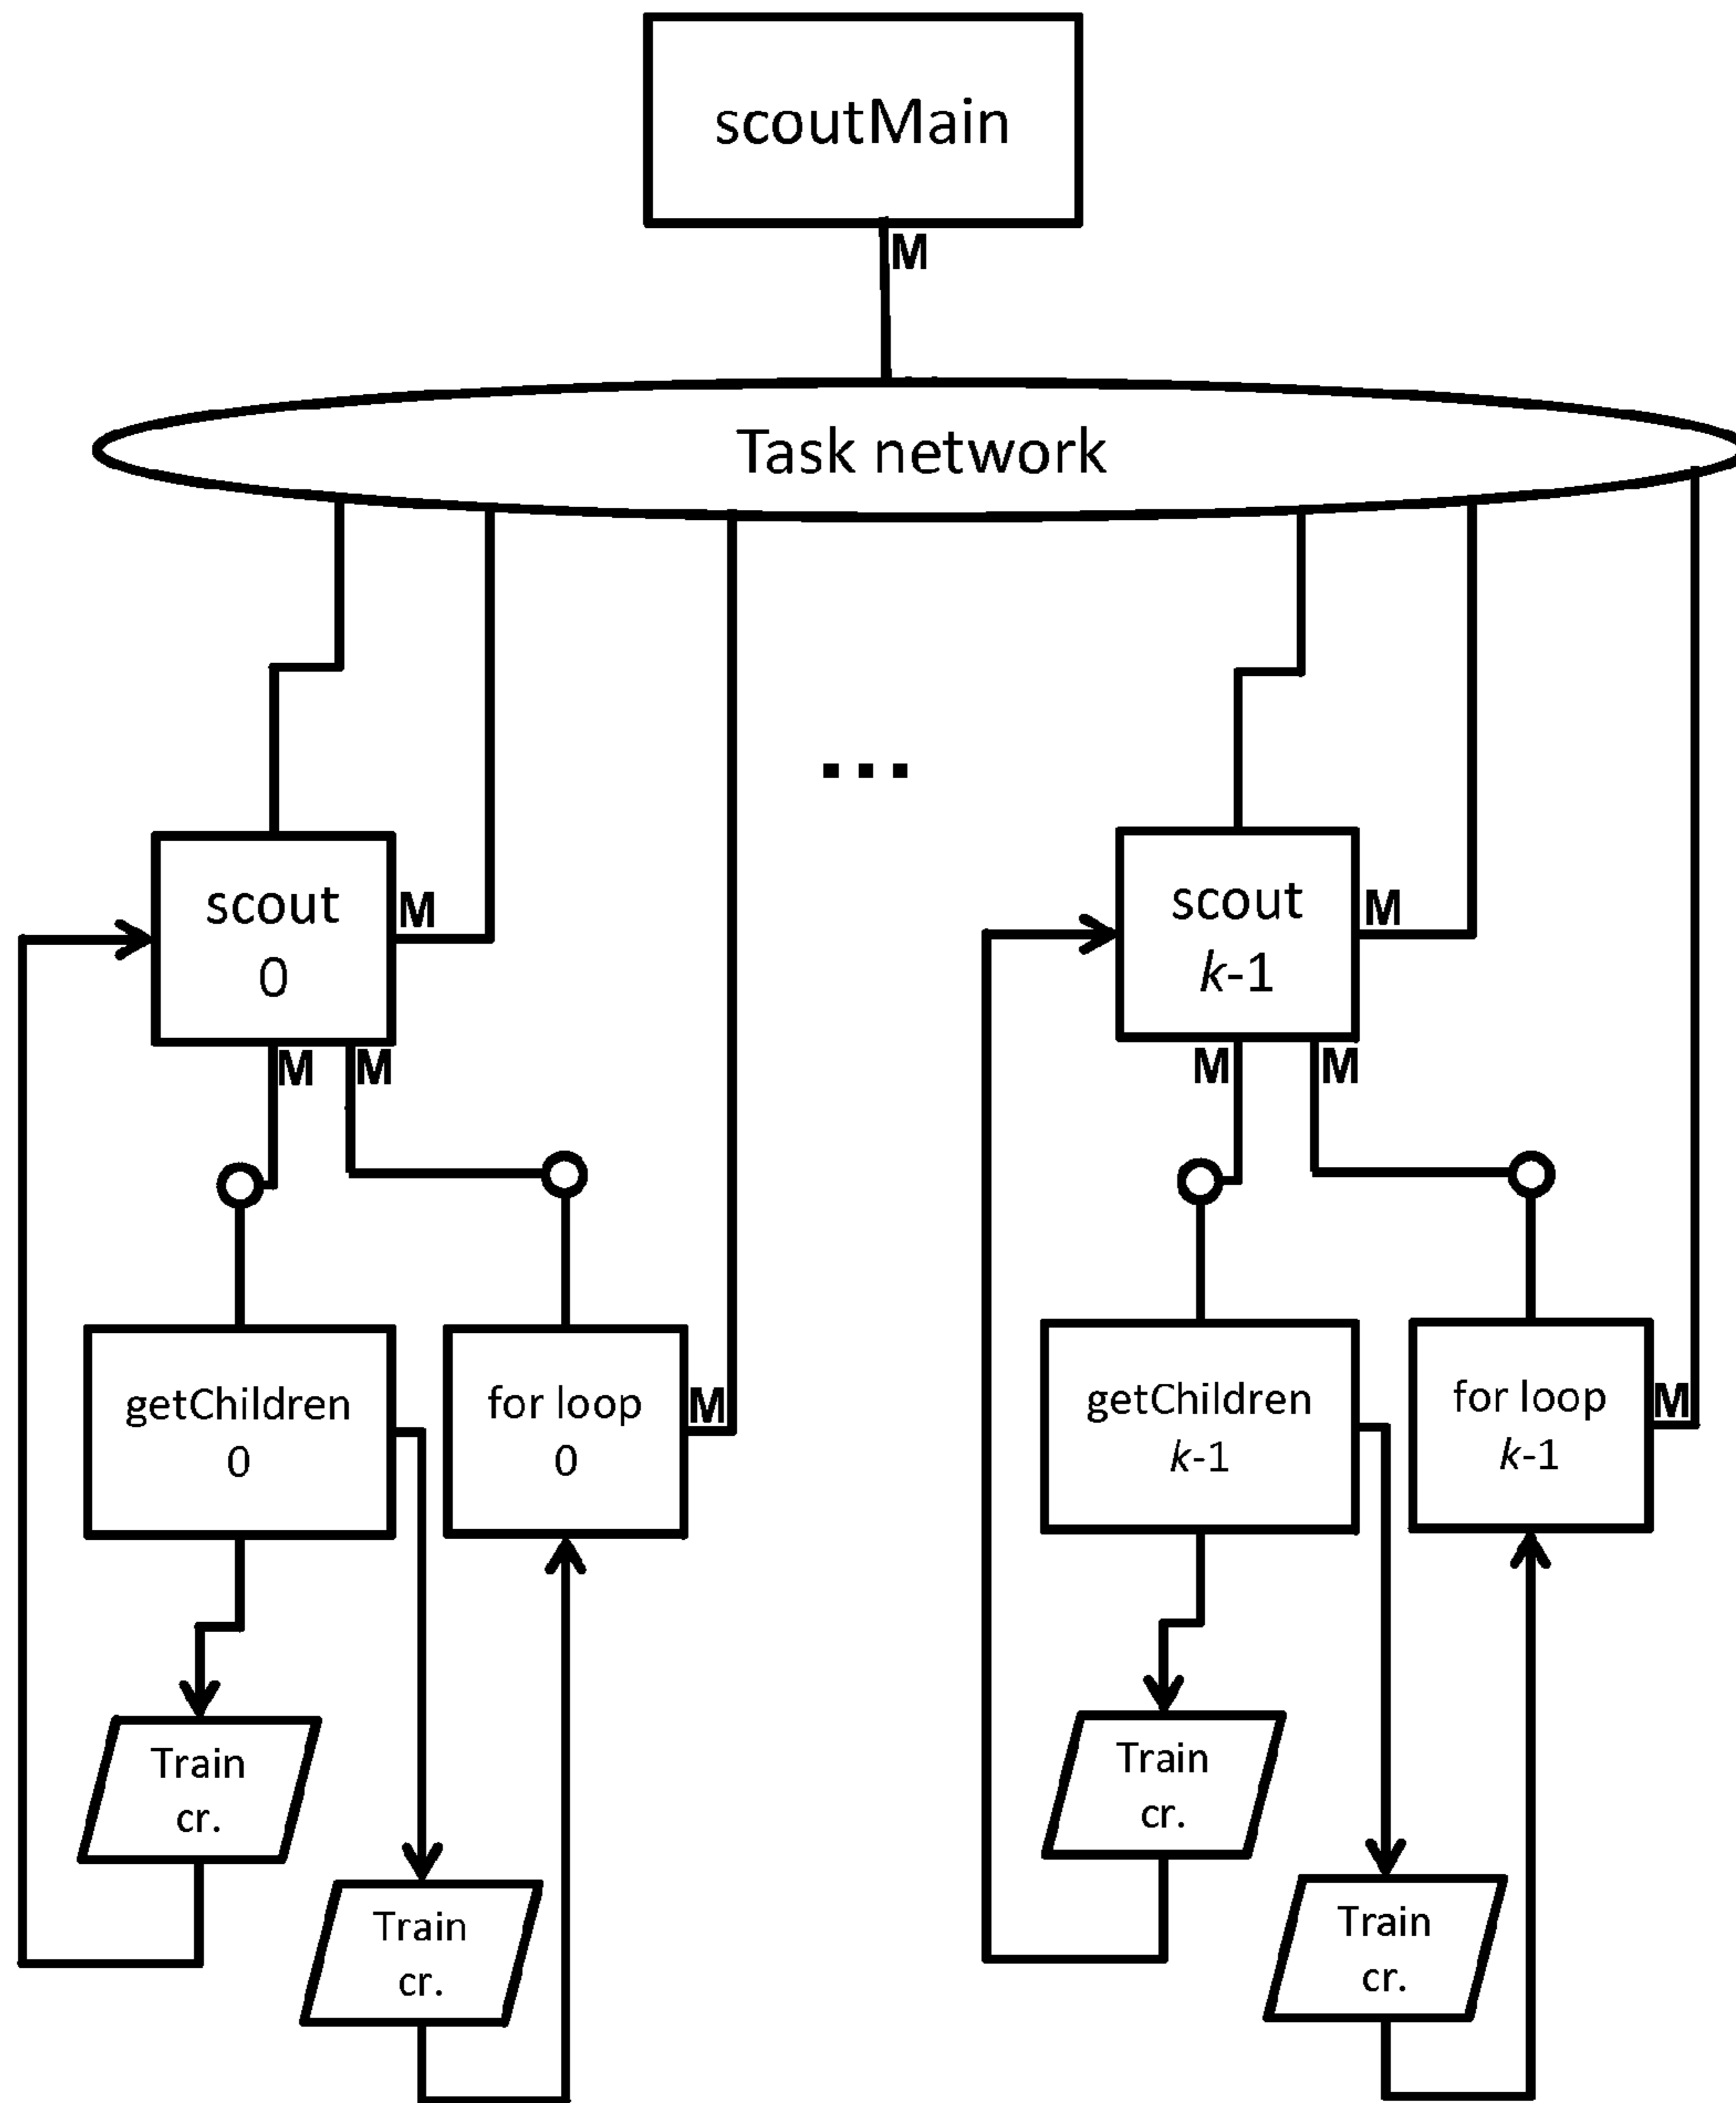 scoutMain
M
Task network
...
scout
0
M
M
M
scout
k-1
M
M
M
getChildren
0
for loop
0
M
getChildren
k-1
for loop
k-1
M
Train
cr.
Train
cr.
Train
cr.
Train
cr.